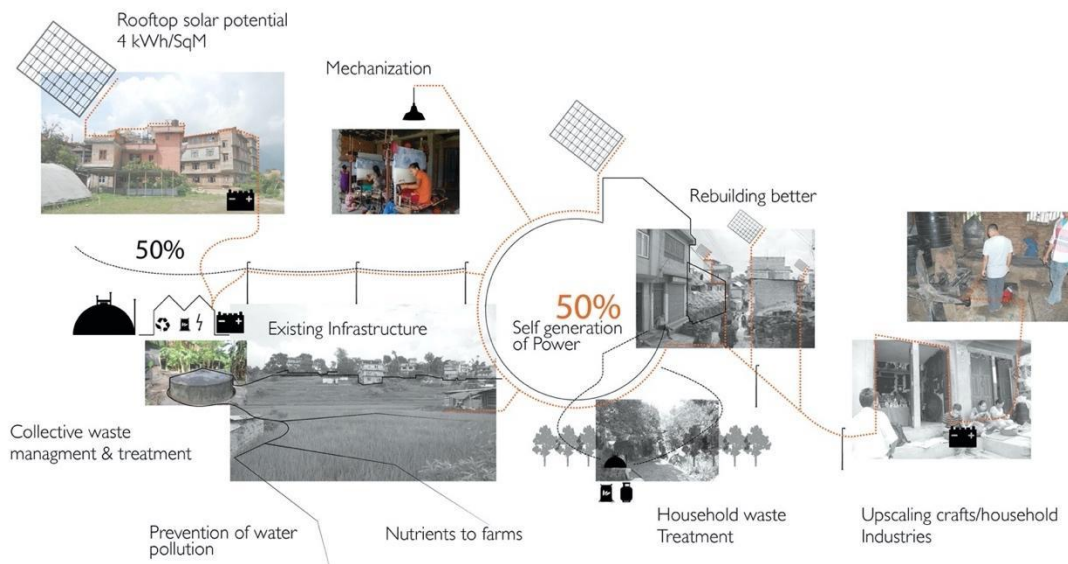 Rooftop solar potential
4 kWh/SqM
Mechanization
Rebuilding better
50%
50%
Self generation
of Power
Existing Infrastructure
Collective waste
managment & treatment
Prevention of water
pollution
Nutrients to farms
Household waste
Treatment
Upscaling crafts/household
Industries